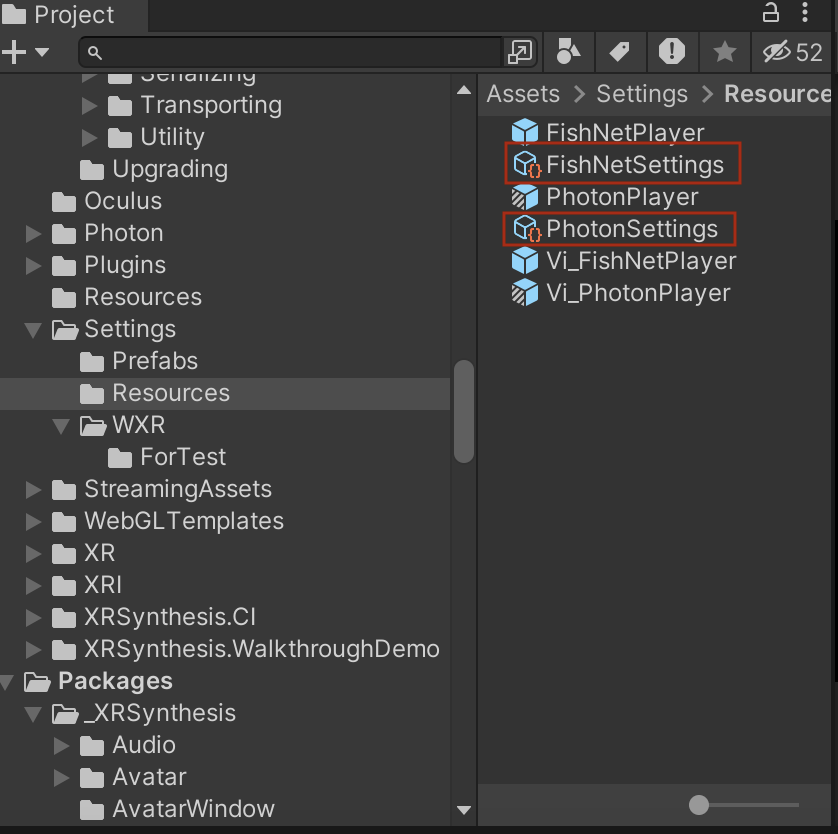 Project
52
Serializing
Transporting
Utility
Upgrading
Oculus
Photon
Plugins
Resources
Settings
Prefabs
Resources
WXR
ForTest
StreamingAssets
WebGLTemplates
XR
XRI
XRSynthesis.CI
XRSynthesis.WalkthroughDemo
Packages
_XRSynthesis
Audio
Avatar
AvatarWindow
Assets > Settings > Resource
FishNetPlayer
FishNetSettings
PhotonPlayer
PhotonSettings
Vi_FishNetPlayer
Vi_PhotonPlayer